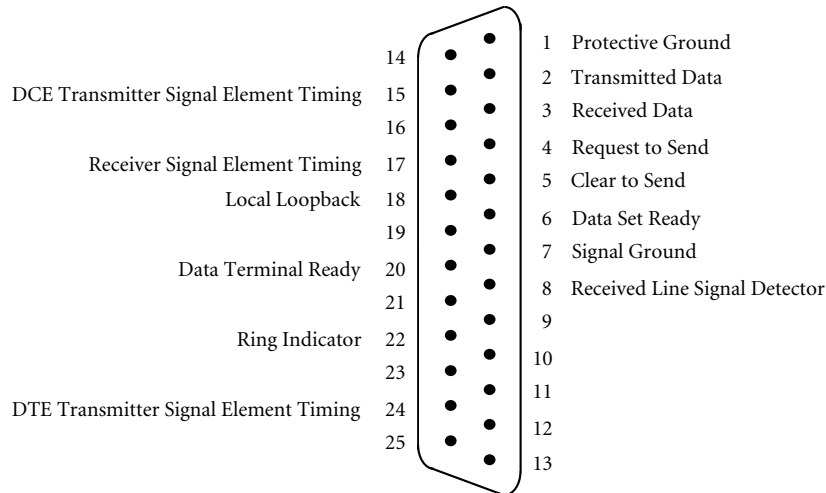 14
DCE Transmitter Signal Element Timing 15
16
Receiver Signal Element Timing 17
Local Loopback 18
19
Data Terminal Ready 20
21
Ring Indicator 22
23
DTE Transmitter Signal Element Timing 24
25
1 Protective Ground
2 Transmitted Data
3 Received Data
4 Request to Send
5 Clear to Send
6 Data Set Ready
7 Signal Ground
8 Received Line Signal Detector
9
10
11
12
13